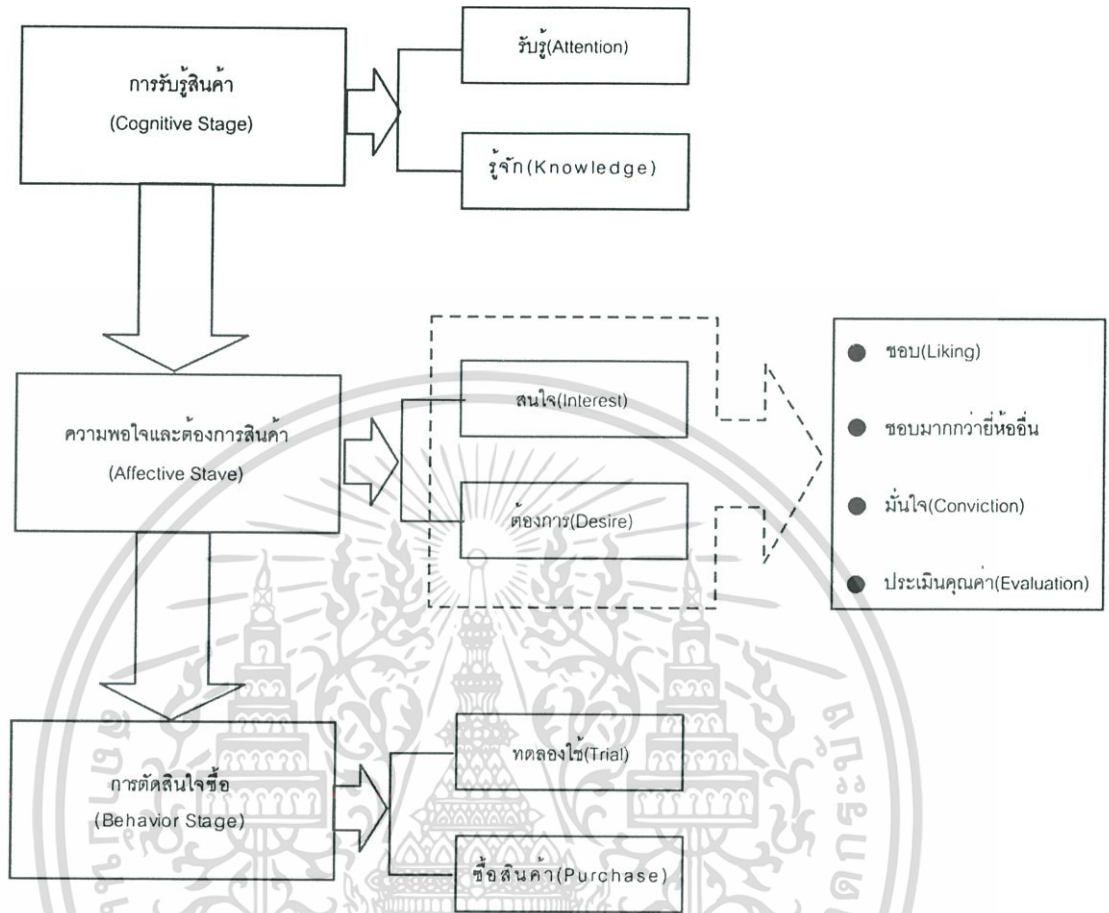 การรับรู้สินค้า
(Cognitive Stage)
รับรู้(Attention)
รู้จัก(Knowledge)
ความพอใจและต้องการสินค้า
(Affective Stave)
สนใจ(Interest)
ต้องการ(Desire)
ชอบ(Liking)
ชอบมากกว่ายี่ห้ออื่น
มั่นใจ(Conviction)
ประเมินคุณค่า(Evaluation)
การตัดสินใจซื้อ
(Behavior Stage)
ทดลองใช้(Trial)
ซื้อสินค้า(Purchase)